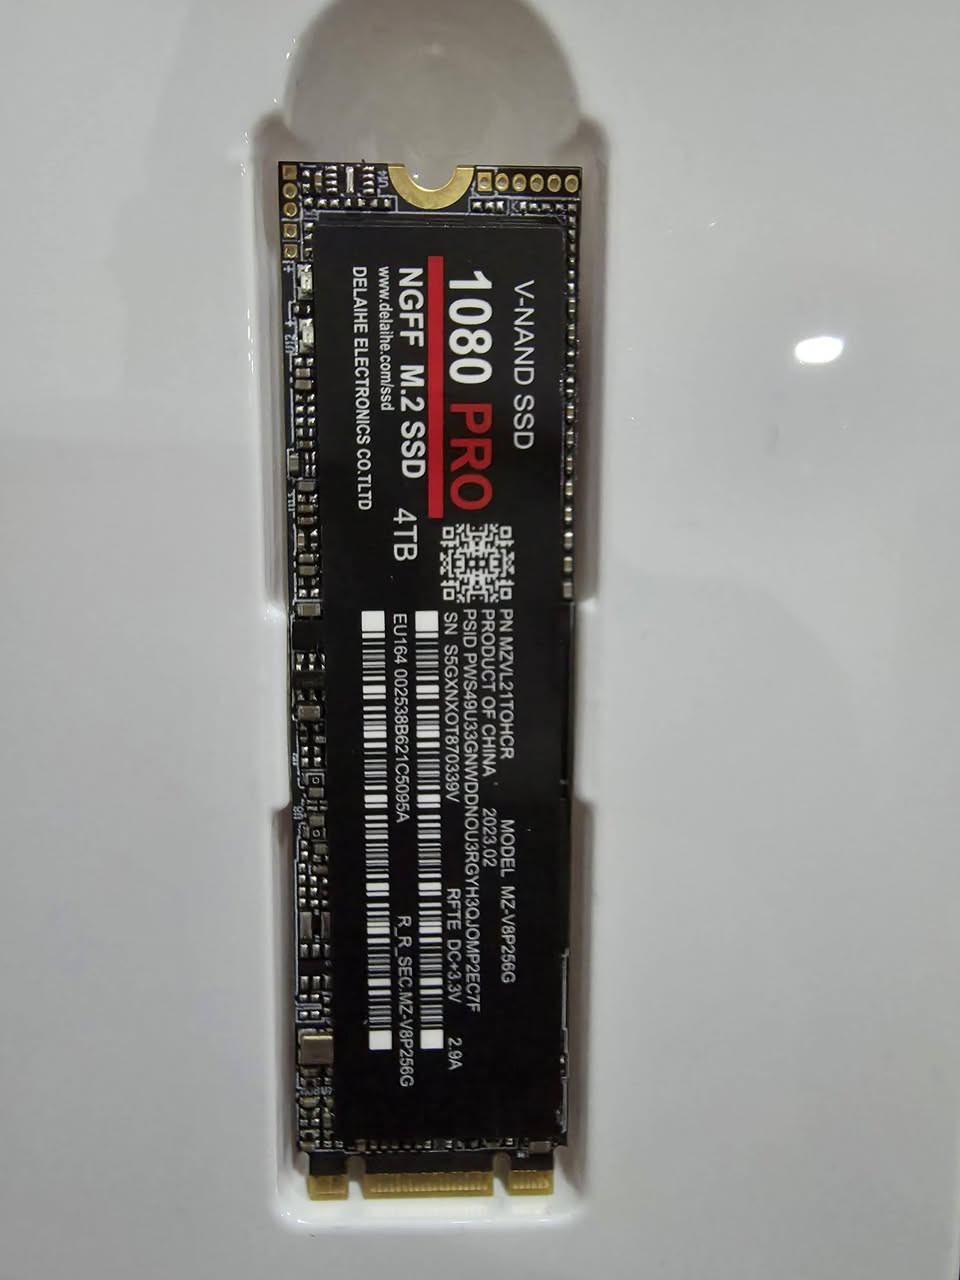 V-NAND SSD
1080 PRO
NGFF M.2 SSD 4TB
www.delaihe.com/ssd
DELAIHE ELECTRONICS CO.TLTD
PN MZVL21TOHCR MODEL MZ-V8P256G
PRODUCT OF CHINA 2023.02
PSID PWS49U33GNWDDNOU3RGYH3QJOMP2EC7F
SN S5GXNXOT870339V RFTE DC+3.3V 2.9A
EU164 002538B621C5095A R_R_SEC.MZ-V8P256G